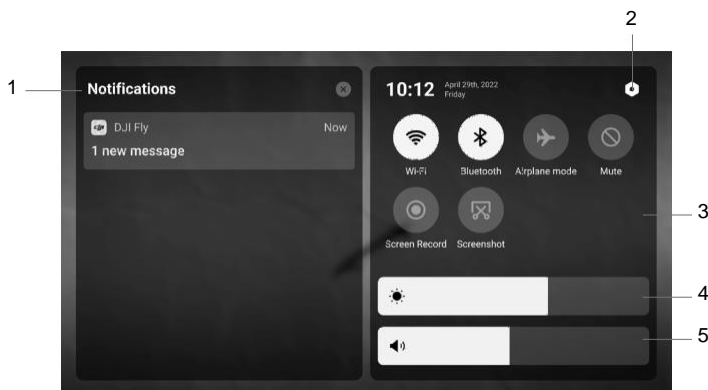 2
1
Notifications
DJI Fly
Now
1 new message
10:12
April 29th, 2022
Friday
Wi-Fi
Bluetooth
Airplane mode
Mute
Screen Record
Screenshot
3
4
5